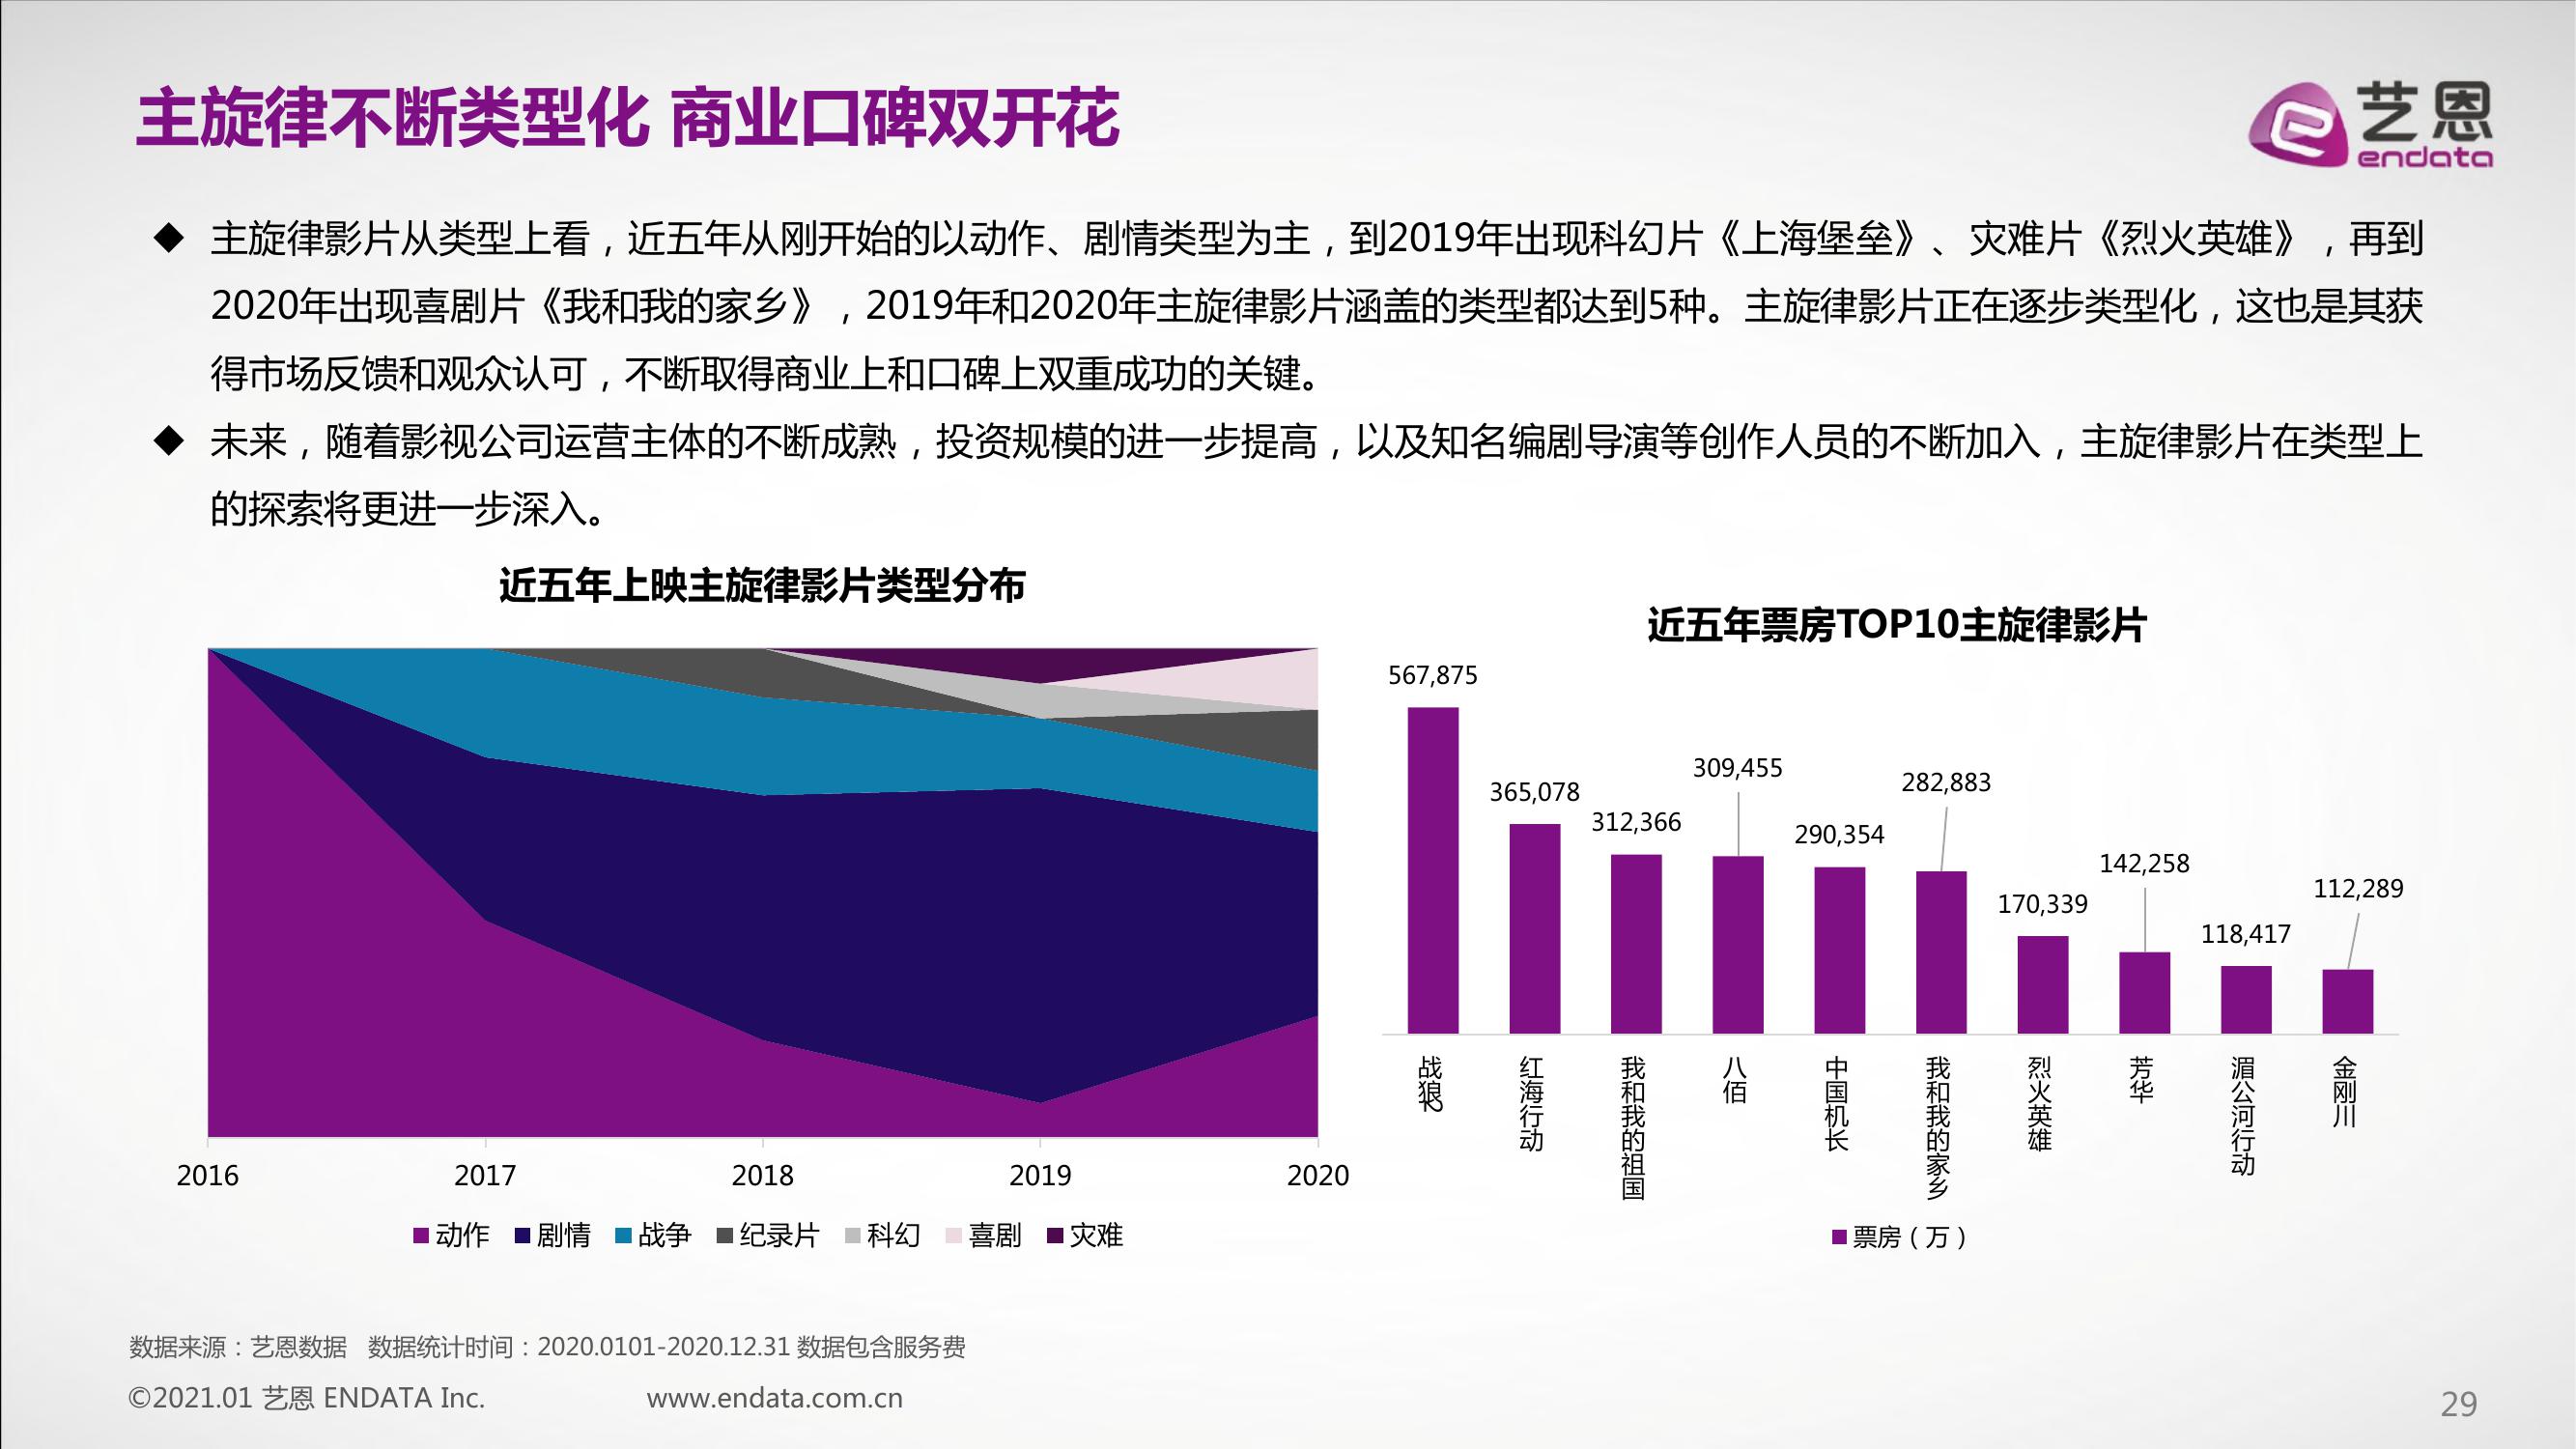 主旋律不断类型化 商业口碑双开花
艺恩
endata
◆ 主旋律影片从类型上看，近五年从刚开始的以动作、剧情类型为主，到2019年出现科幻片《上海堡垒》、灾难片《烈火英雄》，再到
2020年出现喜剧片《我和我的家乡》，2019年和2020年主旋律影片涵盖的类型都达到5种。主旋律影片正在逐步类型化，这也是其获
得市场反馈和观众认可，不断取得商业上和口碑上双重成功的关键。
◆ 未来，随着影视公司运营主体的不断成熟，投资规模的进一步提高，以及知名编剧导演等创作人员的不断加入，主旋律影片在类型上
的探索将更进一步深入。
近五年上映主旋律影片类型分布
2016 2017 2018 2019 2020
动作 剧情 战争 纪录片 科幻 喜剧 灾难
近五年票房TOP10主旋律影片
567,875
365,078
312,366
309,455
290,354
282,883
170,339
142,258
118,417
112,289
战狼2
红海行动
我和我的祖国
八佰
中国机长
我和我的家乡
烈火英雄
芳华
湄公河行动
金刚川
票房（万）
数据来源：艺恩数据 数据统计时间：2020.0101-2020.12.31 数据包含服务费
©2021.01 艺恩 ENDATA Inc. www.endata.com.cn
29